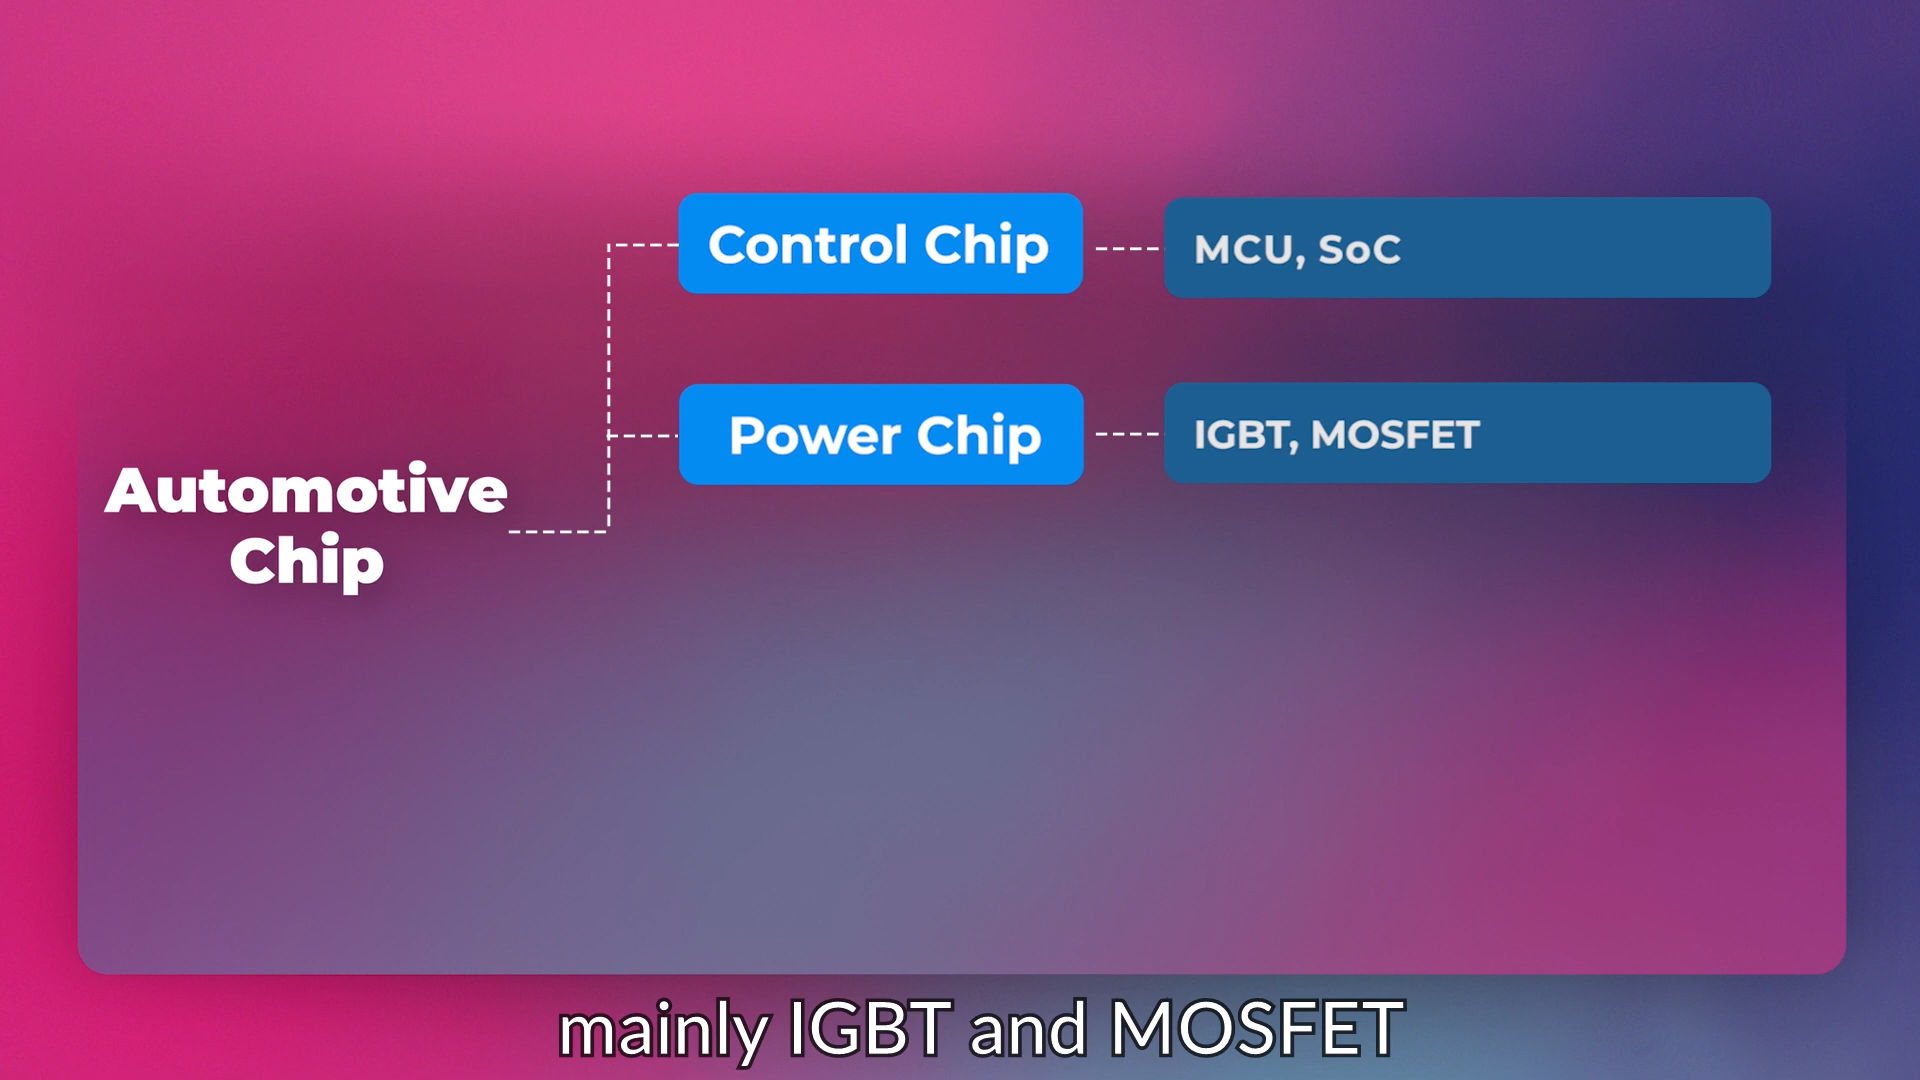 Control Chip
MCU, SoC
Power Chip
IGBT, MOSFET
Automotive
Chip
mainly IGBT and MOSFET